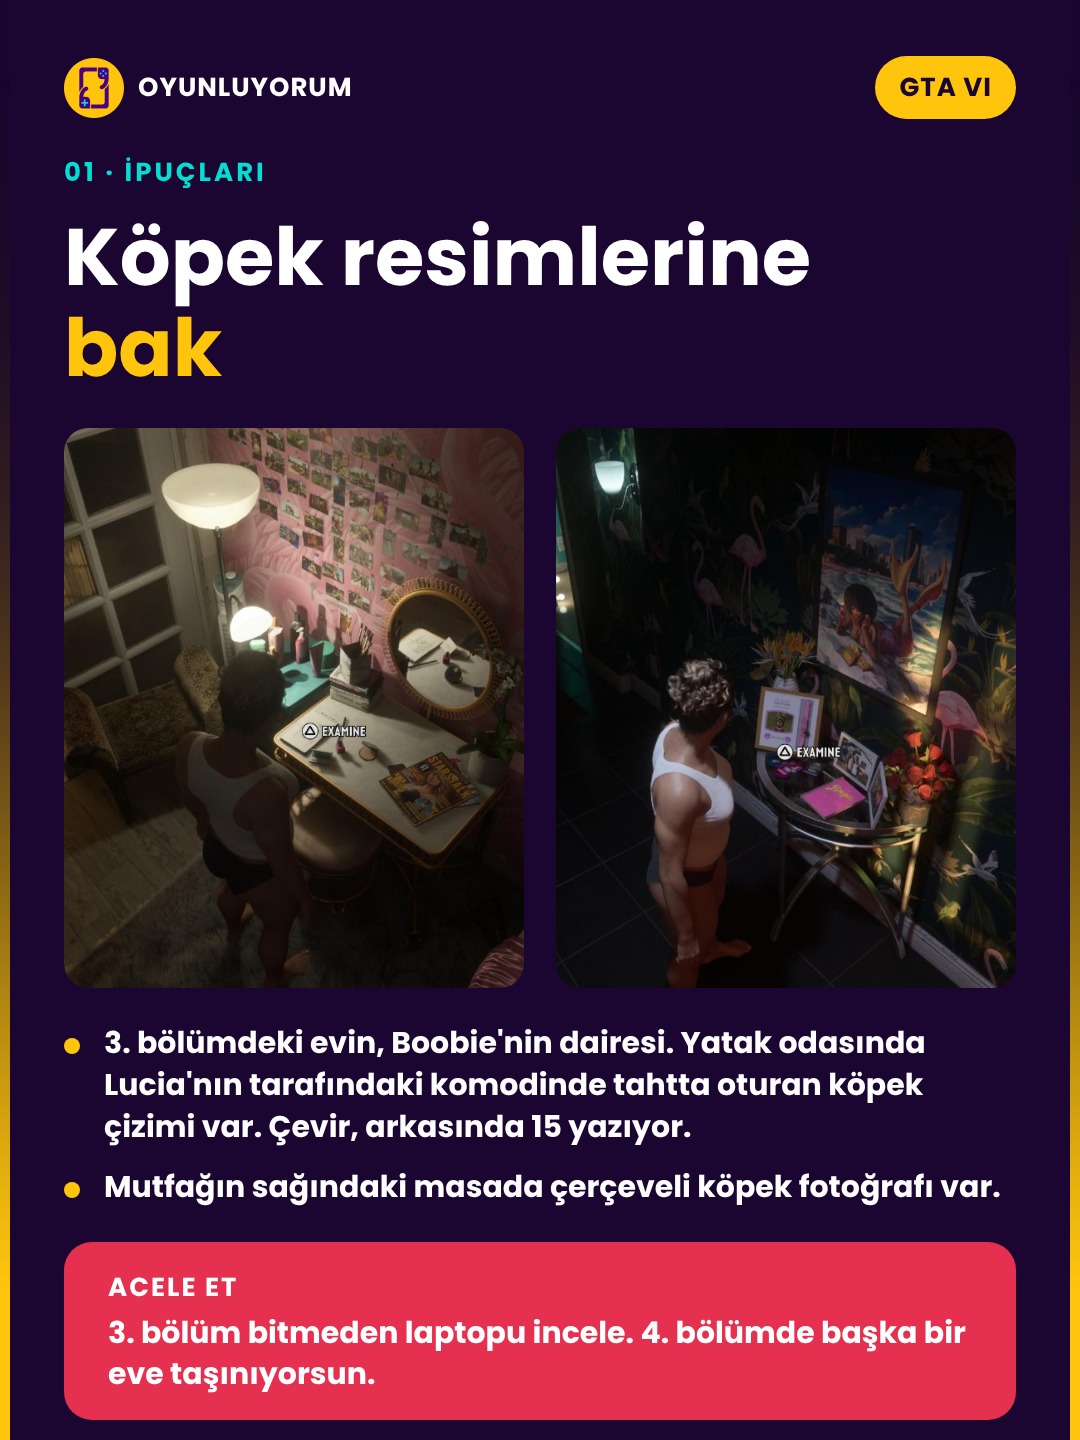 OYUNLUYORUM
GTA VI
01 · İPUÇLARI
Köpek resimlerine
bak
EXAMINE
EXAMINE
3. bölümdeki evin, Boobie'nin dairesi. Yatak odasında
Lucia'nın tarafındaki komodinde tahtta oturan köpek
çizimi var. Çevir, arkasında 15 yazıyor.
Mutfağın sağındaki masada çerçeveli köpek fotoğrafı var.
ACELE ET
3. bölüm bitmeden laptopu incele. 4. bölümde başka bir
eve taşınıyorsun.